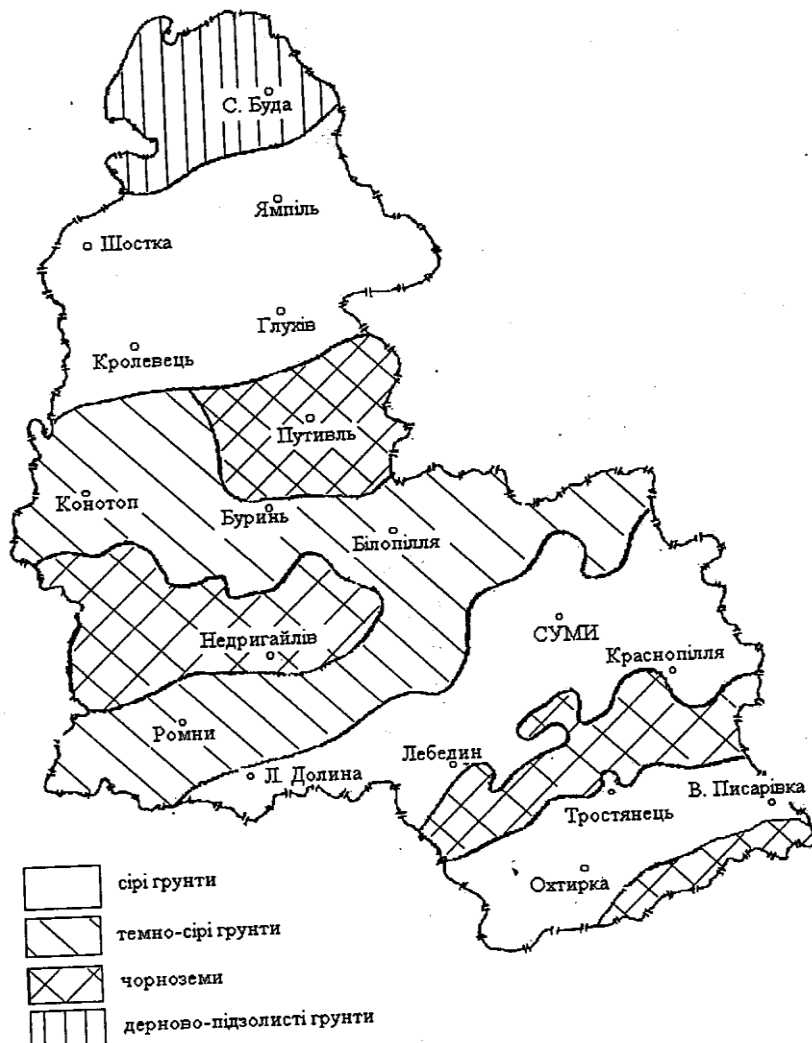 С. Буда
Ямпіль
Шостка
Глухів
Кролевець
Путивль
Конотоп
Буринь
Білопілля
СУМИ
Недригайлів
Краснопілля
Ромни
Лебедин
Л. Долина
В. Писарівка
Тростянець
Охтирка
сірі грунти
темно-сірі грунти
чорноземи
дерново-підзолисті грунти